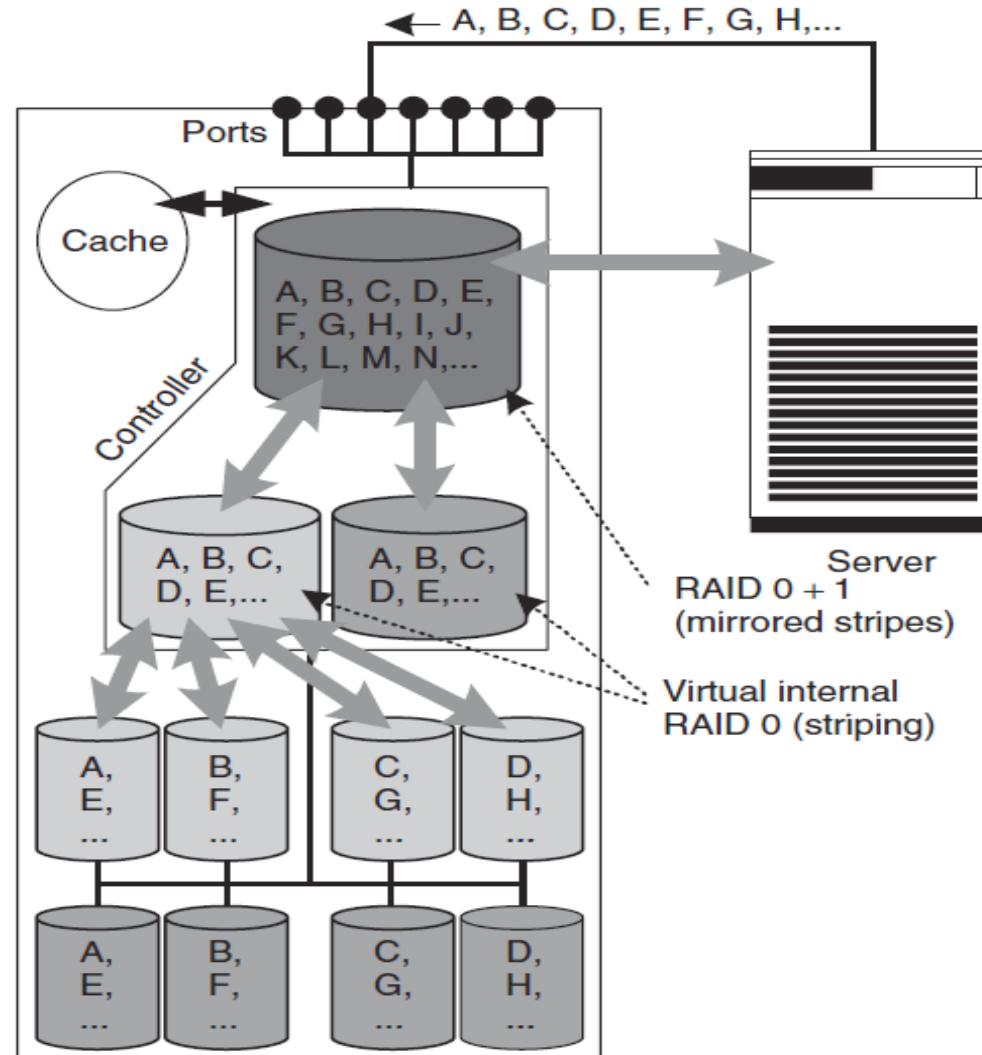 A, B, C, D, E, F, G, H,...
Ports
Cache
A, B, C, D, E,
F, G, H, I, J,
K, L, M, N,...
Controller
A, B, C,
D, E,...
A, B, C,
D, E,...
Server
RAID 0 + 1
(mirrored stripes)
Virtual internal
RAID 0 (striping)
A,
E,
...
B,
F,
...
C,
G,
...
D,
H,
...
A,
E,
...
B,
F,
...
C,
G,
...
D,
H,
...